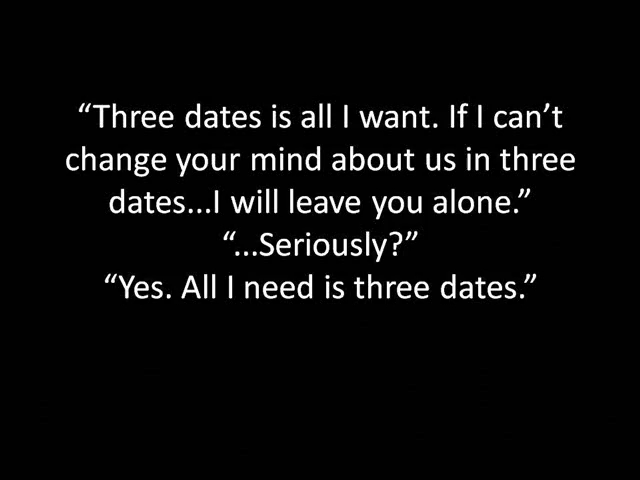 “Three dates is all I want. If I can’t
change your mind about us in three
dates...I will leave you alone.”
“...Seriously?”
“Yes. All I need is three dates.”